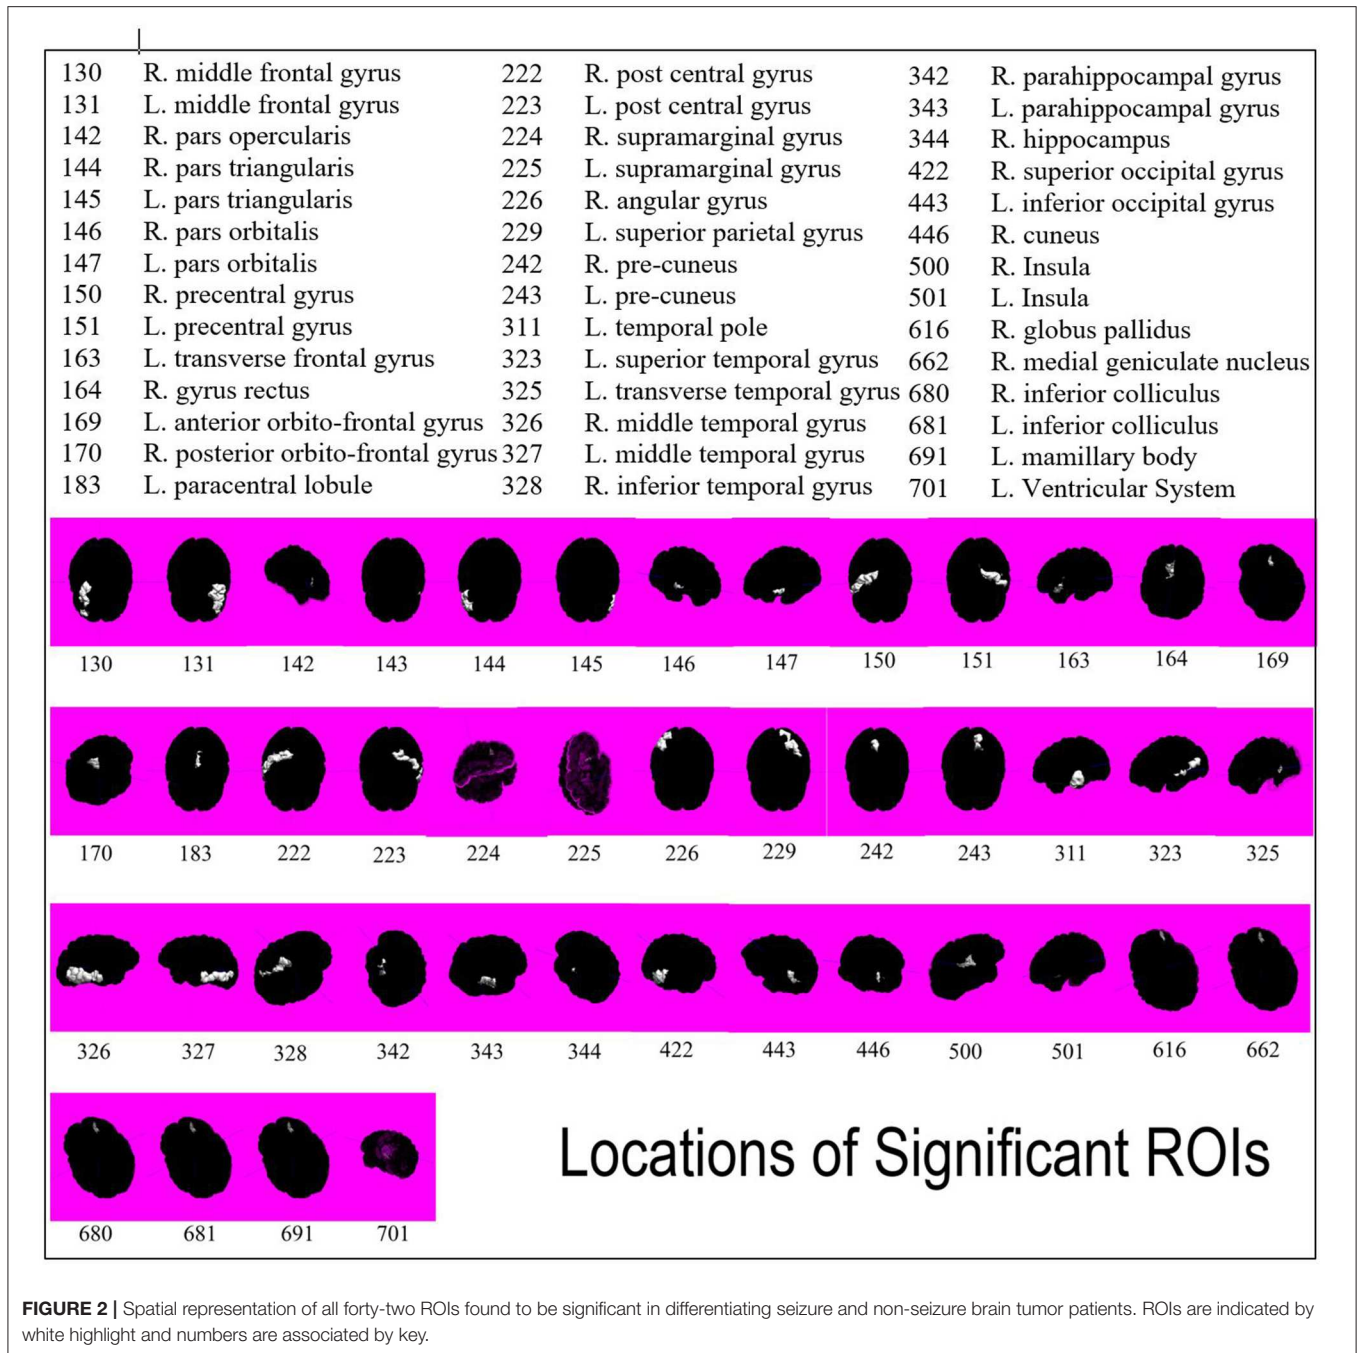 130 R. middle frontal gyrus 222 R. post central gyrus 342 R. parahippocampal gyrus
131 L. middle frontal gyrus 223 L. post central gyrus 343 L. parahippocampal gyrus
142 R. pars opercularis 224 R. supramarginal gyrus 344 R. hippocampus
144 R. pars triangularis 225 L. supramarginal gyrus 422 R. superior occipital gyrus
145 L. pars triangularis 226 R. angular gyrus 443 L. inferior occipital gyrus
146 R. pars orbitalis 229 L. superior parietal gyrus 446 R. cuneus
147 L. pars orbitalis 242 R. pre-cuneus 500 R. Insula
150 R. precentral gyrus 243 L. pre-cuneus 501 L. Insula
151 L. precentral gyrus 311 L. temporal pole 616 R. globus pallidus
163 L. transverse frontal gyrus 323 L. superior temporal gyrus 662 R. medial geniculate nucleus
164 R. gyrus rectus 325 L. transverse temporal gyrus 680 R. inferior colliculus
169 L. anterior orbito-frontal gyrus 326 R. middle temporal gyrus 681 L. inferior colliculus
170 R. posterior orbito-frontal gyrus 327 L. middle temporal gyrus 691 L. mamillary body
183 L. paracentral lobule 328 R. inferior temporal gyrus 701 L. Ventricular System
130 131 142 143 144 145 146 147 150 151 163 164 169
170 183 222 223 224 225 226 229 242 243 311 323 325
326 327 328 342 343 344 422 443 446 500 501 616 662
Locations of Significant ROIs
680 681 691 701
FIGURE 2 | Spatial representation of all forty-two ROIs found to be significant in differentiating seizure and non-seizure brain tumor patients. ROIs are indicated by
white highlight and numbers are associated by key.